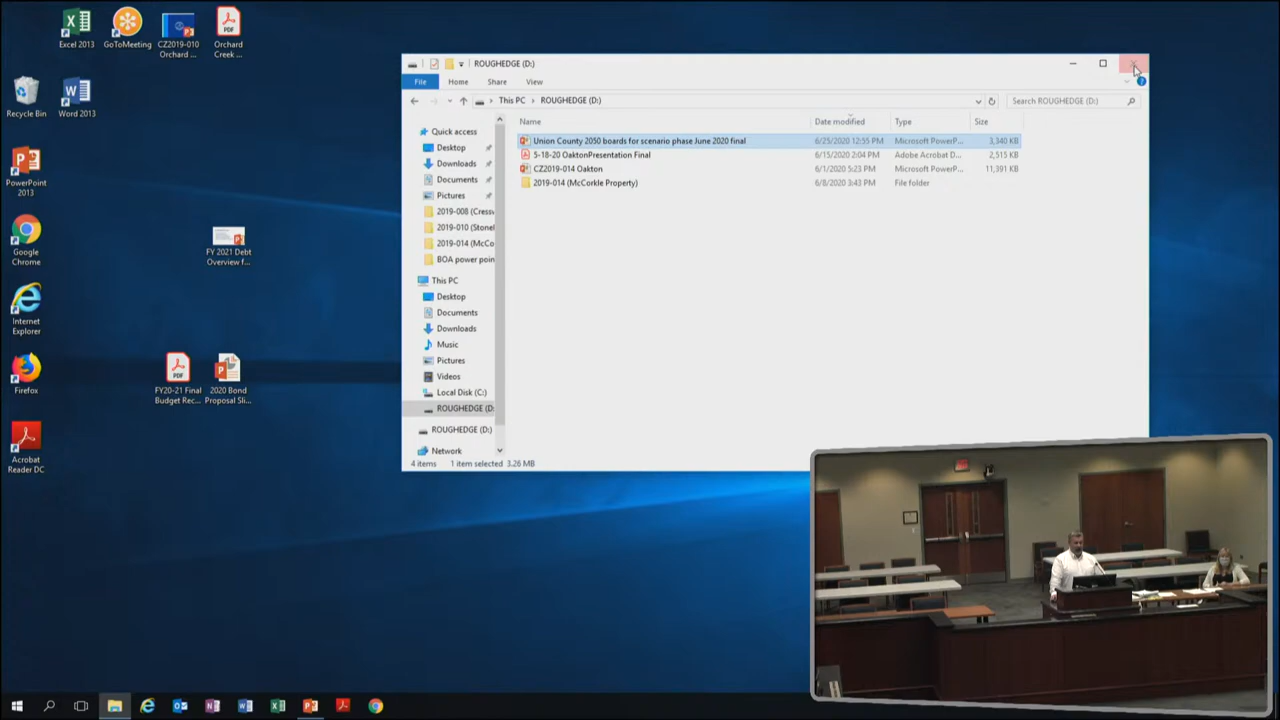 Excel 2013
GoToMeeting
CZ2019-010
Orchard ...
Orchard
Creek ...
Recycle Bin
Word 2013
PowerPoint
2013
Google
Chrome
FY 2021 Debt
Overview f...
Internet
Explorer
Firefox
FY20-21 Final
Budget Rec...
2020 Bond
Proposal Sli...
Acrobat
Reader DC
ROUGHEDGE (D:)
File Home Share View
This PC ROUGHEDGE (D:) Search ROUGHEDGE (D:)
Name Date modified Type Size
Union County 2050 boards for scenario phase June 2020 final 6/25/2020 12:55 PM Microsoft PowerP... 3,340 KB
5-18-20 OaktonPresentation Final 6/15/2020 2:04 PM Adobe Acrobat D... 2,515 KB
CZ2019-014 Oakton 6/1/2020 5:23 PM Microsoft PowerP... 11,391 KB
2019-014 (McCorkle Property) 6/8/2020 3:43 PM File folder
Quick access
Desktop
Downloads
Documents
Pictures
2019-008 (Cressw
2019-010 (Stonel
2019-014 (McCo
BOA power poin
This PC
Desktop
Documents
Downloads
Music
Pictures
Videos
Local Disk (C:)
ROUGHEDGE (D:
ROUGHEDGE (D:)
Network
4 items 1 item selected 3.26 MB